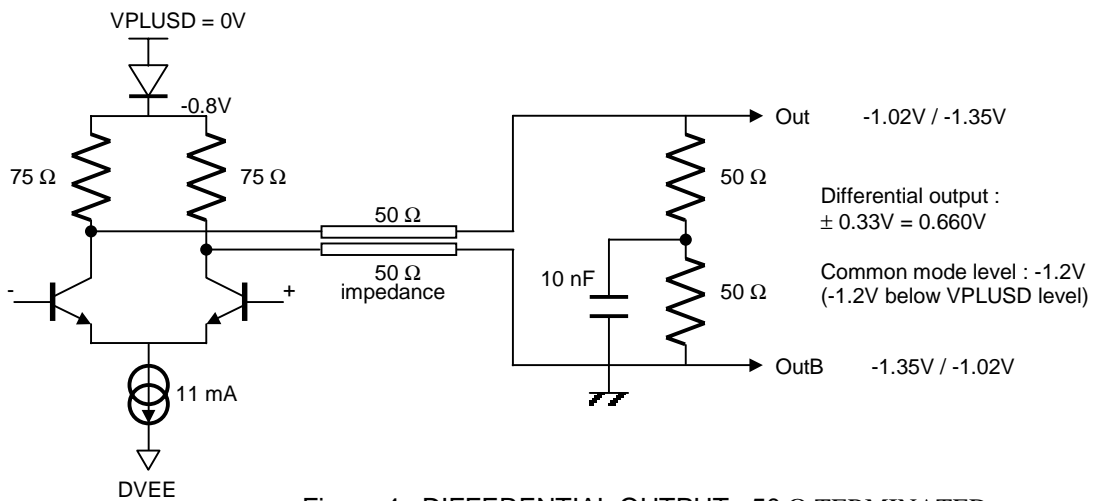 VPLUSD = 0V
-0.8V
75 Ω
75 Ω
50 Ω
50 Ω
impedance
-
+
11 mA
DVEE
10 nF
50 Ω
50 Ω
Out -1.02V / -1.35V
Differential output :
± 0.33V = 0.660V
Common mode level : -1.2V
(-1.2V below VPLUSD level)
OutB -1.35V / -1.02V